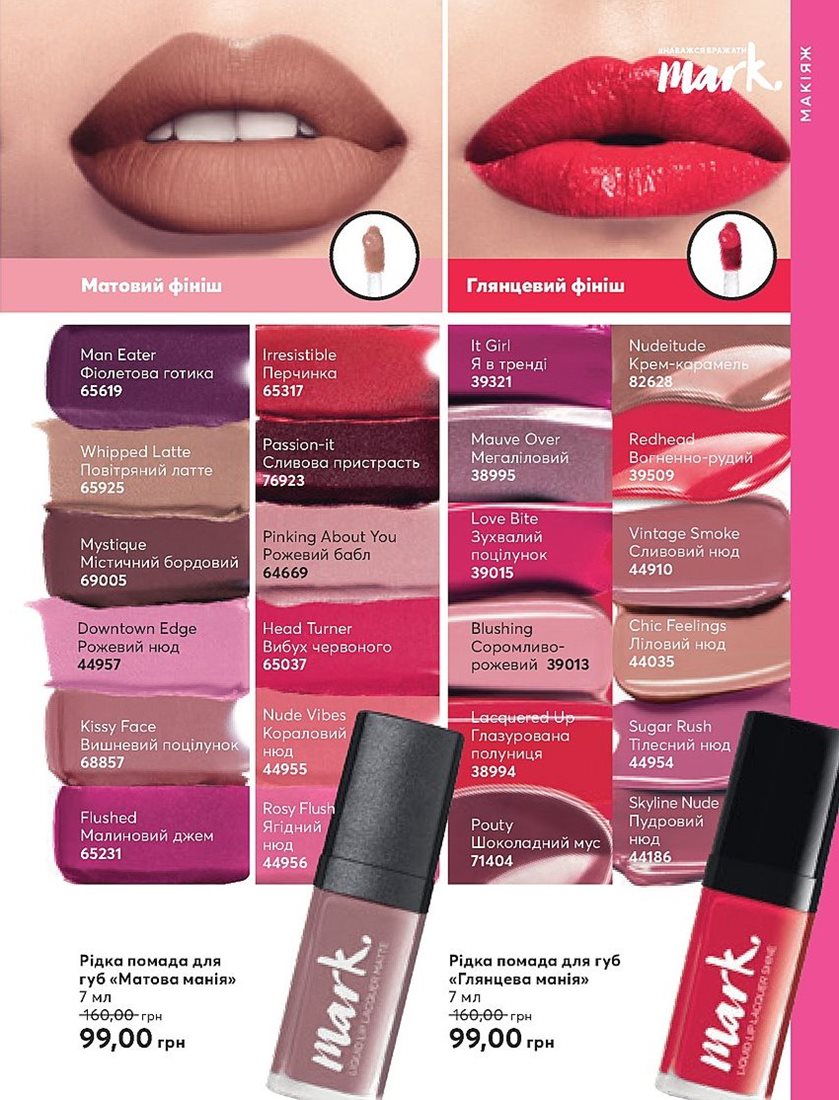 #НАВАЖСЯВРАЖАТИ
mark.
МАКІЯЖ
Матовий фініш
Глянцевий фініш
Man Eater
Фіолетова готика
65619
Whipped Latte
Повітряний латте
65925
Mystique
Містичний бордовий
69005
Downtown Edge
Рожевий нюд
44957
Kissy Face
Вишневий поцілунок
68857
Flushed
Малиновий джем
65231
Irresistible
Перчинка
65317
Passion-it
Сливова пристрасть
76923
Pinking About You
Рожевий бабл
64669
Head Turner
Вибух червоного
65037
Nude Vibes
Кораловий
нюд
44955
Rosy Flush
Ягідний
нюд
44956
It Girl
Я в тренді
39321
Mauve Over
Мегаліловий
38995
Love Bite
Зухвалий
поцілунок
39015
Blushing
Соромливо-
рожевий 39013
Lacquered Up
Глазурована
полуниця
38994
Pouty
Шоколадний мус
71404
Nudeitude
Крем-карамель
82628
Redhead
Вогненно-рудий
39509
Vintage Smoke
Сливовий нюд
44910
Chic Feelings
Ліловий нюд
44035
Sugar Rush
Тілесний нюд
44954
Skyline Nude
Пудровий
нюд
44186
Рідка помада для
губ «Матова манія»
7 мл
160,00 грн
99,00 грн
mark.
LIQUID LIP LACQUER MATTE
Рідка помада для губ
«Глянцева манія»
7 мл
160,00 грн
99,00 грн
mark.
LIQUID LIP LACQUER SHINE